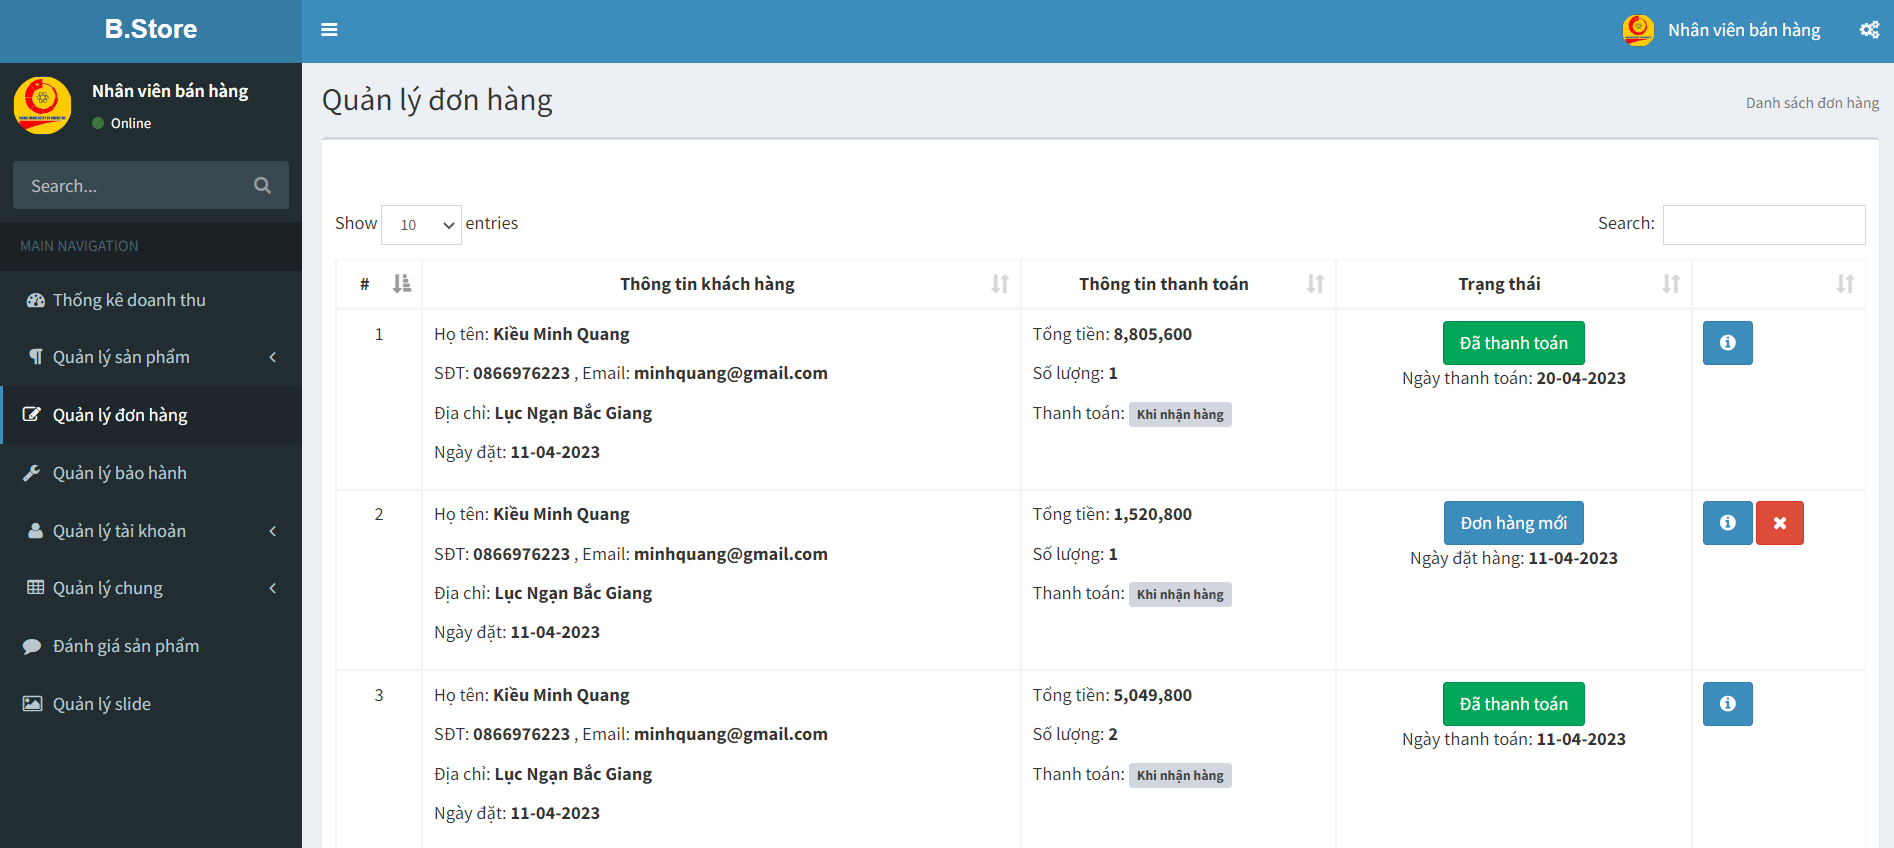 B.Store
Nhân viên bán hàng
Nhân viên bán hàng
Online
Search...
MAIN NAVIGATION
Thống kê doanh thu
Quản lý sản phẩm
Quản lý đơn hàng
Quản lý bảo hành
Quản lý tài khoản
Quản lý chung
Đánh giá sản phẩm
Quản lý slide
Quản lý đơn hàng
Danh sách đơn hàng
Show 10 entries
Search:
# Thông tin khách hàng Thông tin thanh toán Trạng thái
1
Họ tên: Kiều Minh Quang
SĐT: 0866976223 , Email: minhquang@gmail.com
Địa chỉ: Lục Ngạn Bắc Giang
Ngày đặt: 11-04-2023
Tổng tiền: 8,805,600
Số lượng: 1
Thanh toán: Khi nhận hàng
Đã thanh toán
Ngày thanh toán: 20-04-2023
2
Họ tên: Kiều Minh Quang
SĐT: 0866976223 , Email: minhquang@gmail.com
Địa chỉ: Lục Ngạn Bắc Giang
Ngày đặt: 11-04-2023
Tổng tiền: 1,520,800
Số lượng: 1
Thanh toán: Khi nhận hàng
Đơn hàng mới
Ngày đặt hàng: 11-04-2023
3
Họ tên: Kiều Minh Quang
SĐT: 0866976223 , Email: minhquang@gmail.com
Địa chỉ: Lục Ngạn Bắc Giang
Ngày đặt: 11-04-2023
Tổng tiền: 5,049,800
Số lượng: 2
Thanh toán: Khi nhận hàng
Đã thanh toán
Ngày thanh toán: 11-04-2023